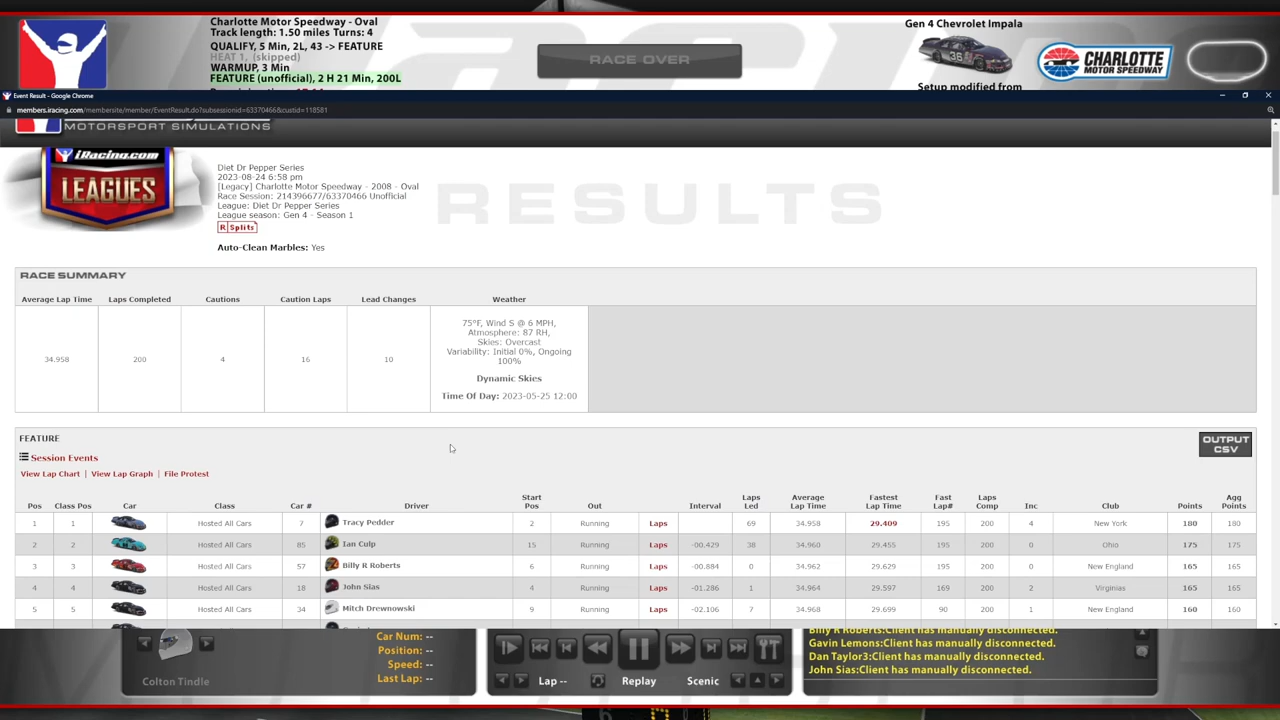 Charlotte Motor Speedway - Oval
Track length: 1.50 miles Turns: 4
QUALIFY, 5 Min, 2L, 43 -> FEATURE
HEAT 1, (skipped)
WARMUP, 3 Min
FEATURE (unofficial), 2 H 21 Min, 200L
RACE OVER
Gen 4 Chevrolet Impala
36
CHARLOTTE
MOTOR SPEEDWAY
Setup modified from
Event Result - Google Chrome
members.iracing.com/membersite/member/EventResult.do?subsessionid=63370466&custid=118581
MOTORSPORT SIMULATIONS
iRacing.com
LEAGUES
Diet Dr Pepper Series
2023-08-24 6:58 pm
[Legacy] Charlotte Motor Speedway - 2008 - Oval
Race Session: 214396677/63370466 Unofficial
League: Diet Dr Pepper Series
League season: Gen 4 - Season 1
R Splits
Auto-Clean Marbles: Yes
RESULTS
RACE SUMMARY
Average Lap Time Laps Completed Cautions Caution Laps Lead Changes Weather
34.958 200 4 16 10
75°F, Wind S @ 6 MPH,
Atmosphere: 87 RH,
Skies: Overcast
Variability: Initial 0%, Ongoing
100%
Dynamic Skies
Time Of Day: 2023-05-25 12:00
FEATURE
Session Events
View Lap Chart | View Lap Graph | File Protest
OUTPUT
CSV
Pos Class Pos Car Class Car # Driver Start Pos Out Interval Laps Led Average Lap Time Fastest Lap Time Fast Lap# Laps Comp Inc Club Points Agg Points
1 1 Hosted All Cars 7 Tracy Pedder 2 Running Laps 69 34.958 29.409 195 200 4 New York 180 180
2 2 Hosted All Cars 85 Ian Culp 15 Running Laps -00.429 38 34.960 29.455 195 200 0 Ohio 175 175
3 3 Hosted All Cars 57 Billy R Roberts 6 Running Laps -00.884 0 34.962 29.629 195 200 0 New England 165 165
4 4 Hosted All Cars 18 John Sias 4 Running Laps -01.286 1 34.964 29.597 169 200 2 Virginias 165 165
5 5 Hosted All Cars 34 Mitch Drewnowski 9 Running Laps -02.106 7 34.968 29.699 90 200 1 New England 160 160
Colton Tindle
Car Num: --
Position: --
Speed: --
Last Lap: --
Lap --
Replay
Scenic
Billy R Roberts:Client has manually disconnected.
Gavin Lemons:Client has manually disconnected.
Dan Taylor3:Client has manually disconnected.
John Sias:Client has manually disconnected.